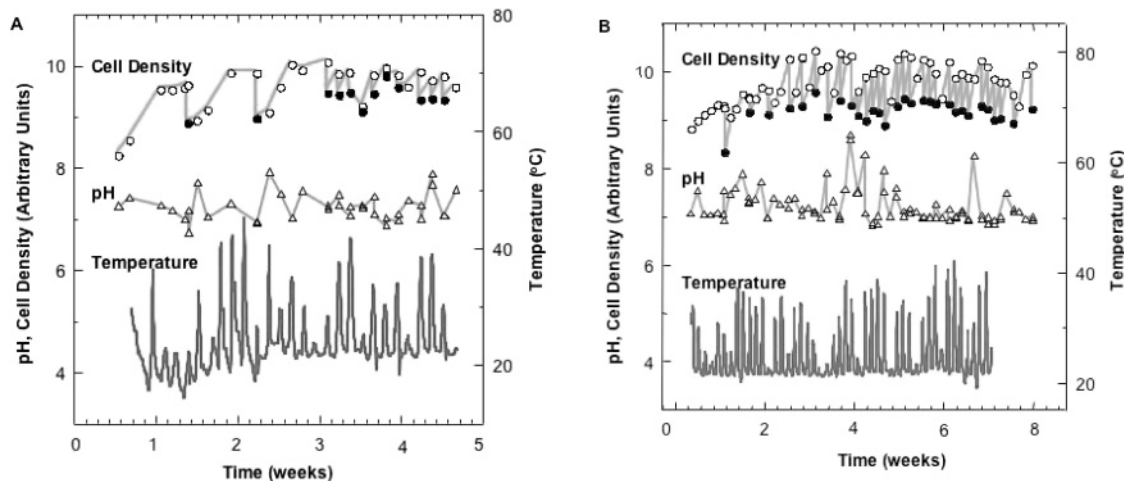 A
80
B
10
Cell Density
80
10
Cell Density
pH, Cell Density (Arbitrary Units)
60
Temperature (°C)
8
pH
pH, Cell Density (Arbitrary Units)
8
pH
60
Temperature (°C)
6
Temperature
40
6
Temperature
40
4
20
4
20
0
1
2
3
4
5
0
2
4
6
8
Time (weeks)
Time (weeks)